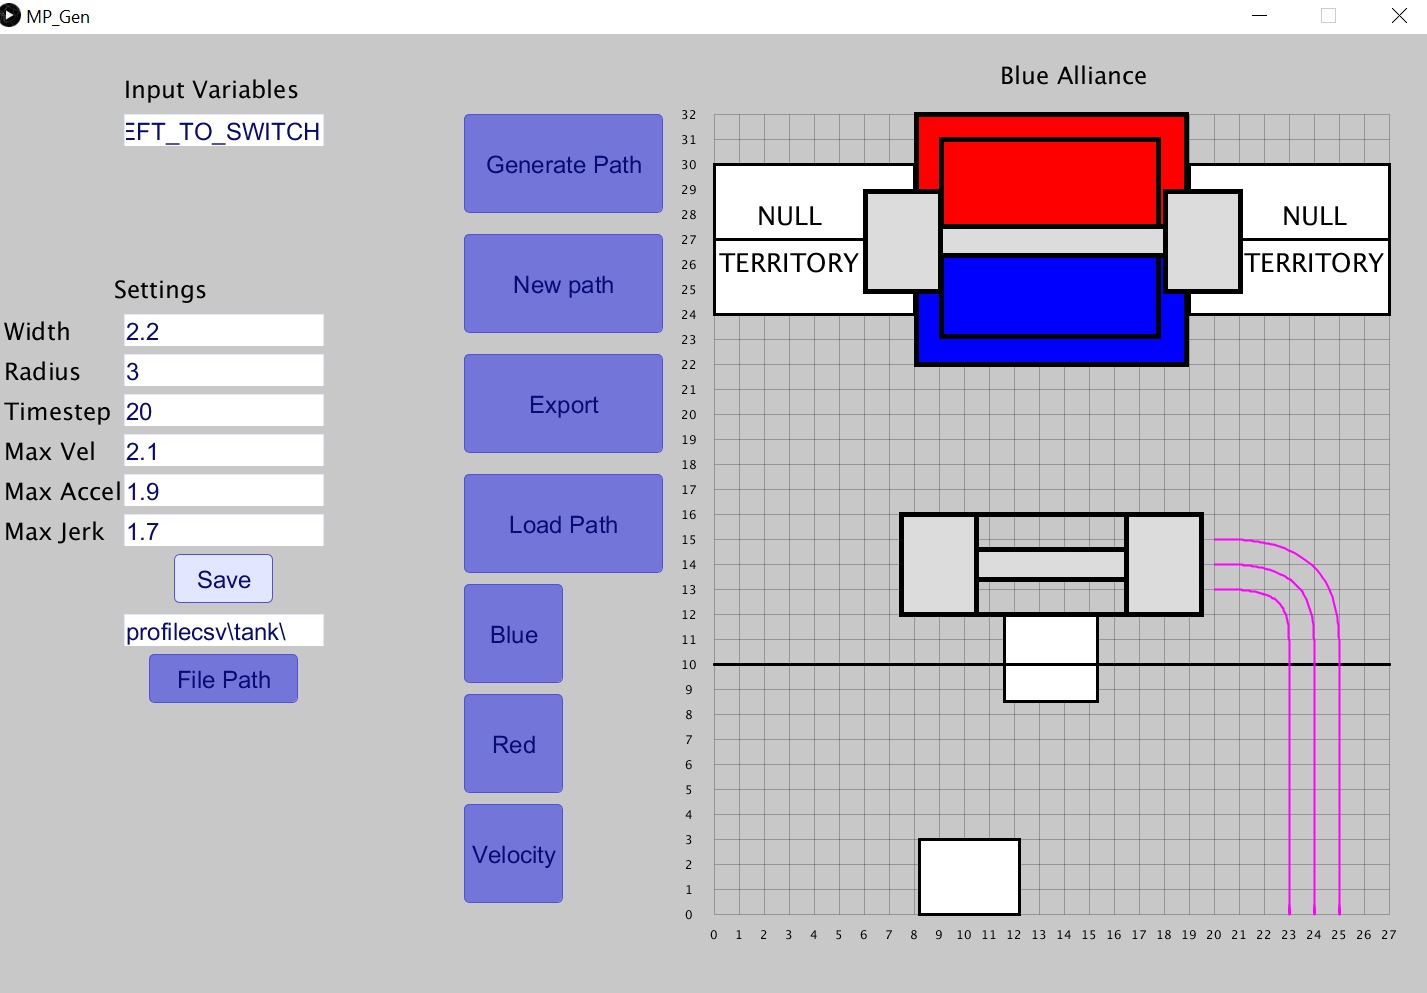 MP_Gen
Input Variables
EFT_TO_SWITCH
Settings
Width 2.2
Radius 3
Timestep 20
Max Vel 2.1
Max Accel 1.9
Max Jerk 1.7
Save
profilecsv\tank\
File Path
Generate Path
New path
Export
Load Path
Blue
Red
Velocity
Blue Alliance
32
31
30
29
28
27
26
25
24
23
22
21
20
19
18
17
16
15
14
13
12
11
10
9
8
7
6
5
4
3
2
1
0
NULL
TERRITORY
NULL
TERRITORY
0 1 2 3 4 5 6 7 8 9 10 11 12 13 14 15 16 17 18 19 20 21 22 23 24 25 26 27